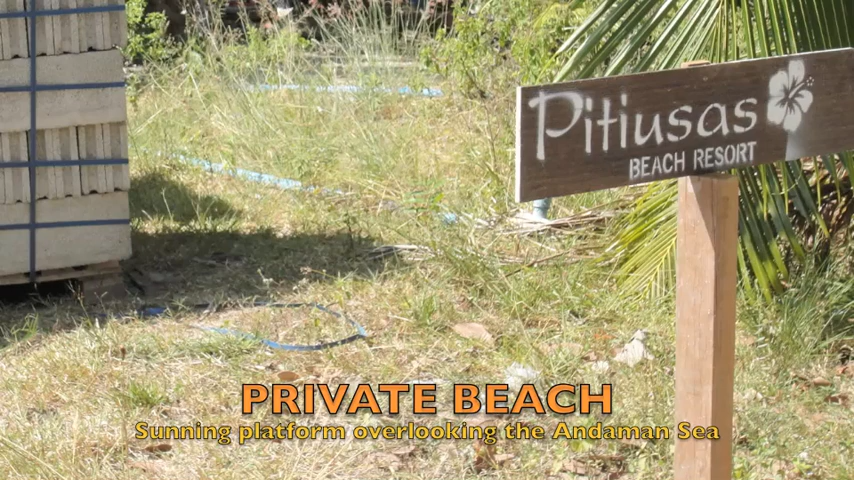 Pitiusas
BEACH RESORT
PRIVATE BEACH
Sunning platform overlooking the Andaman Sea